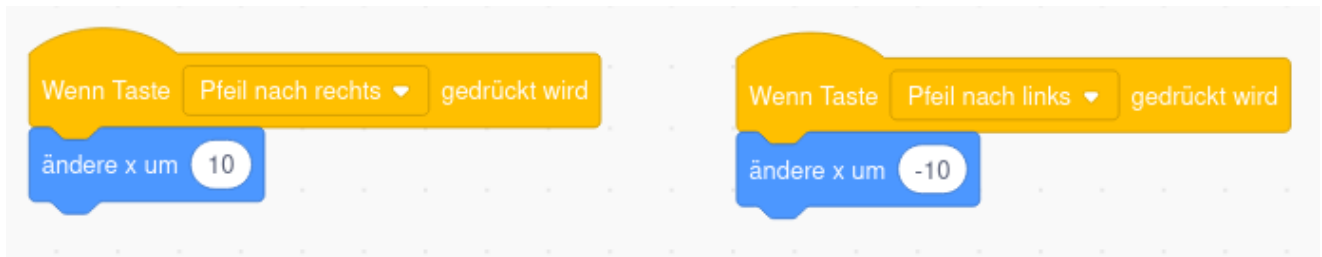 Wenn Taste Pfeil nach rechts gedrückt wird
ändere x um 10
Wenn Taste Pfeil nach links gedrückt wird
ändere x um -10